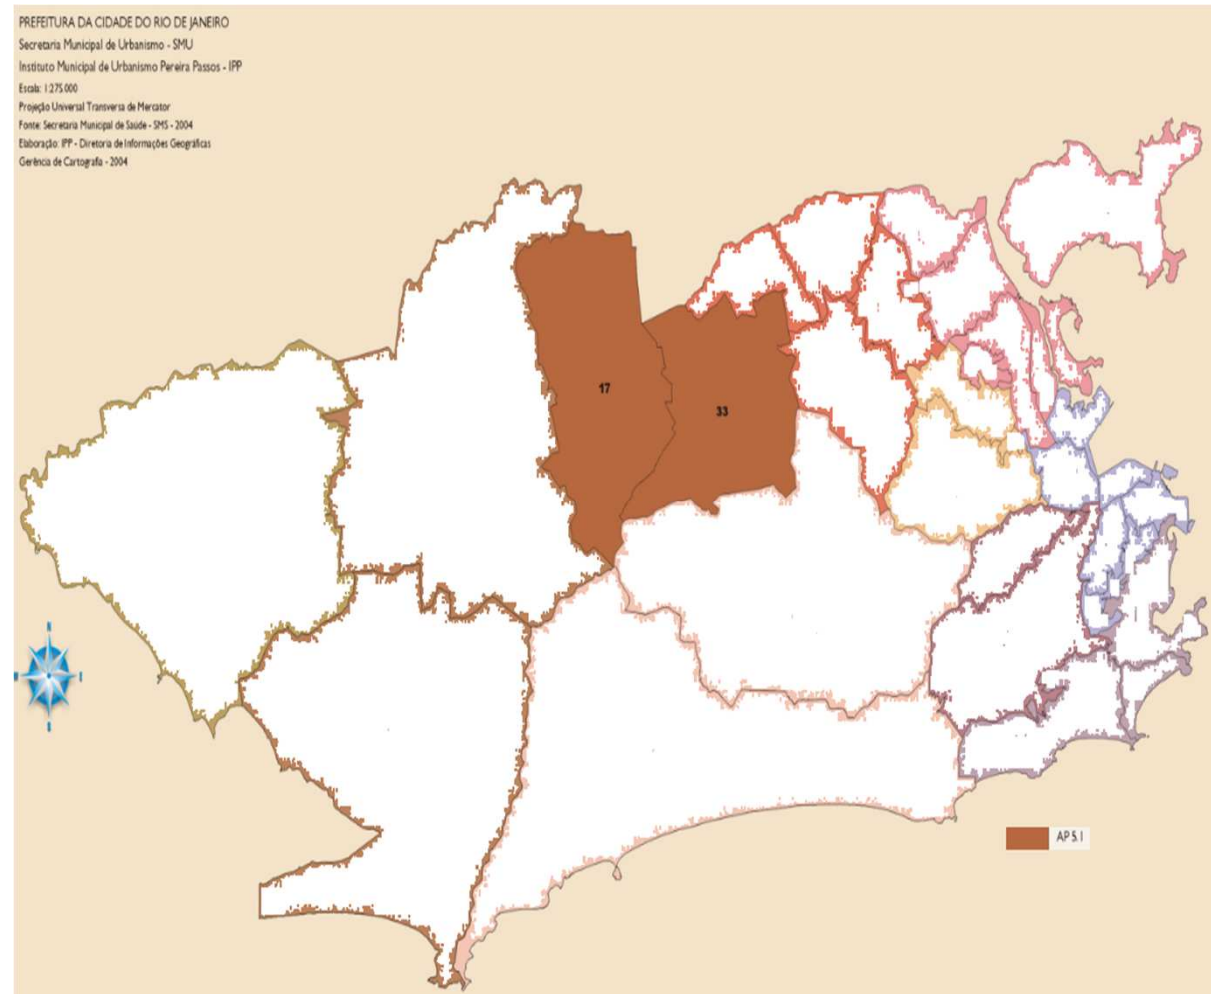 PREFEITURA DA CIDADE DO RIO DE JANEIRO
Secretaria Municipal de Urbanismo - SMU
Instituto Municipal de Urbanismo Pereira Passos - IPP
Escala: 1:275.000
Projeção Universal Transversa de Mercator
Fonte: Secretaria Municipal de Saúde - SMS - 2004
Elaboração: IPP - Diretoria de Informações Geográficas
Gerência de Cartografia - 2004
17
33
AP 5.1